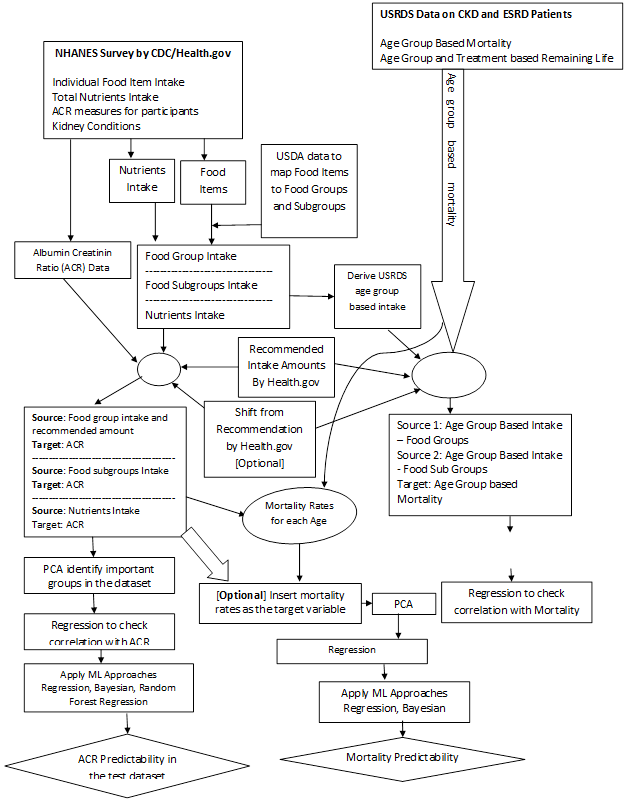 USRDS Data on CKD and ESRD Patients
Age Group Based Mortality
Age Group and Treatment based Remaining Life
NHANES Survey by CDC/Health.gov
Individual Food Item Intake
Total Nutrients Intake
ACR measures for participants
Kidney Conditions
Age group based mortality
Nutrients
Intake
Food
Items
USDA data to
map Food Items
to Food Groups
and Subgroups
Albumin Creatinin
Ratio (ACR) Data
Food Group Intake
----------------------------------
Food Subgroups Intake
----------------------------------
Nutrients Intake
Derive USRDS
age group
based intake
Recommended
Intake Amounts
By Health.gov
Shift from
Recommendation
by Health.gov
[Optional]
Source: Food group intake and
recommended amount
Target: ACR
--------------------------------------
Source: Food subgroups Intake
Target: ACR
--------------------------------------
Source: Nutrients Intake
Target: ACR
Source 1: Age Group Based Intake
– Food Groups
Source 2: Age Group Based Intake
- Food Sub Groups
Target: Age Group based
Mortality
Mortality Rates
for each Age
PCA identify important
groups in the dataset
[Optional] Insert mortality
rates as the target variable
PCA
Regression to check
correlation with Mortality
Regression to check
correlation with ACR
Regression
Apply ML Approaches
Regression, Bayesian, Random
Forest Regression
Apply ML Approaches
Regression, Bayesian
ACR Predictability in
the test dataset
Mortality Predictability